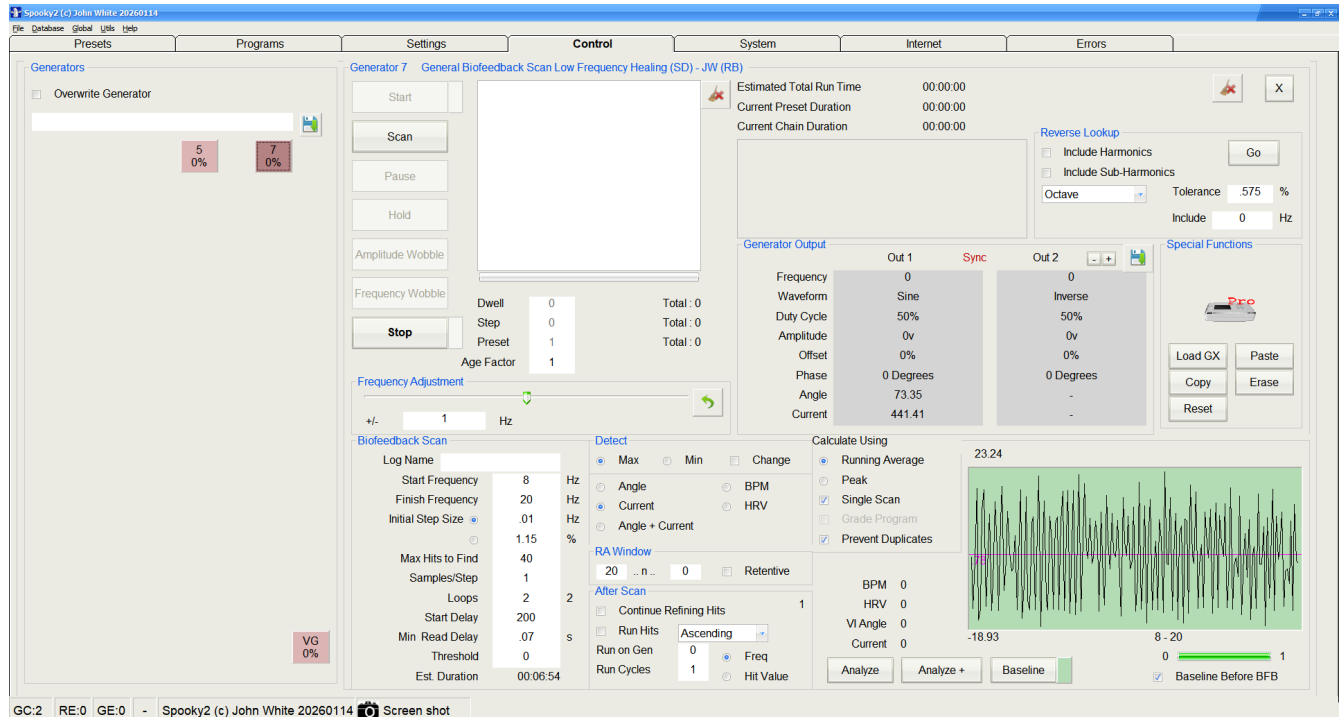 Spooky2 (c) John White 20260114
File Database Global Utils Help
Presets Programs Settings Control System Internet Errors
Generators
Overwrite Generator
5
0%
7
0%
VG
0%
Generator 7 General Biofeedback Scan Low Frequency Healing (SD) - JW (RB)
Start
Scan
Pause
Hold
Amplitude Wobble
Frequency Wobble
Stop
Dwell 0 Total : 0
Step 0 Total : 0
Preset 1 Total : 0
Age Factor 1
Estimated Total Run Time 00:00:00
Current Preset Duration 00:00:00
Current Chain Duration 00:00:00
X
Reverse Lookup
Include Harmonics
Go
Include Sub-Harmonics
Octave
Tolerance .575 %
Include 0 Hz
Frequency Adjustment
+/- 1 Hz
Generator Output
Out 1 Sync Out 2 - +
Frequency 0 0
Waveform Sine Inverse
Duty Cycle 50% 50%
Amplitude 0v 0v
Offset 0% 0%
Phase 0 Degrees 0 Degrees
Angle 73.35 -
Current 441.41 -
Special Functions
Pro
Load GX Paste
Copy Erase
Reset
Biofeedback Scan
Log Name
Start Frequency 8 Hz
Finish Frequency 20 Hz
Initial Step Size .01 Hz
1.15 %
Max Hits to Find 40
Samples/Step 1
Loops 2 2
Start Delay 200
Min Read Delay .07 s
Threshold 0
Est. Duration 00:06:54
Detect
Max Min Change
Angle BPM
Current HRV
Angle + Current
RA Window
20 .. n .. 0 Retentive
After Scan
Continue Refining Hits 1
Run Hits Ascending
Run on Gen 0 Freq
Run Cycles 1 Hit Value
Calculate Using
Running Average
Peak
Single Scan
Grade Program
Prevent Duplicates
BPM 0
HRV 0
VI Angle 0
Current 0
Analyze Analyze + Baseline
23.24
-18.93 8 - 20
0 1
Baseline Before BFB
GC:2 RE:0 GE:0 - Spooky2 (c) John White 20260114 Screen shot